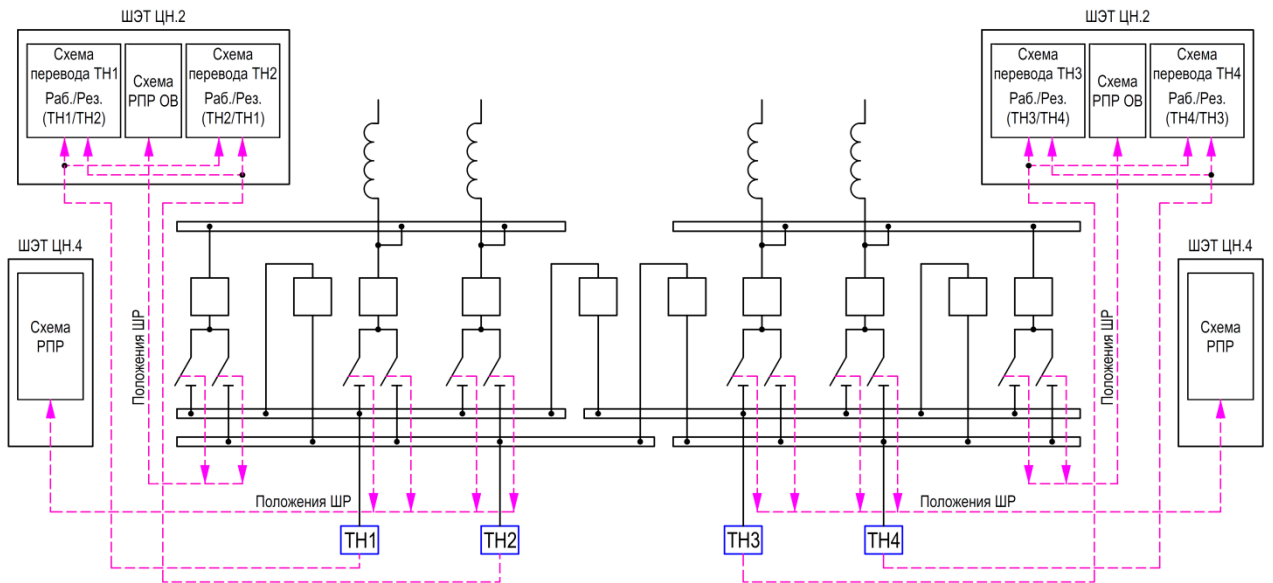 ШЭТ ЦН.2
Схема
перевода ТН1
Раб./Рез.
(ТН1/ТН2)
Схема
РПР ОВ
Схема
перевода ТН2
Раб./Рез.
(ТН2/ТН1)
ШЭТ ЦН.2
Схема
перевода ТН3
Раб./Рез.
(ТН3/ТН4)
Схема
РПР ОВ
Схема
перевода ТН4
Раб./Рез.
(ТН4/ТН3)
ШЭТ ЦН.4
Схема
РПР
Положения ШР
Положения ШР
ШЭТ ЦН.4
Схема
РПР
Положения ШР
Положения ШР
ТН1
ТН2
ТН3
ТН4